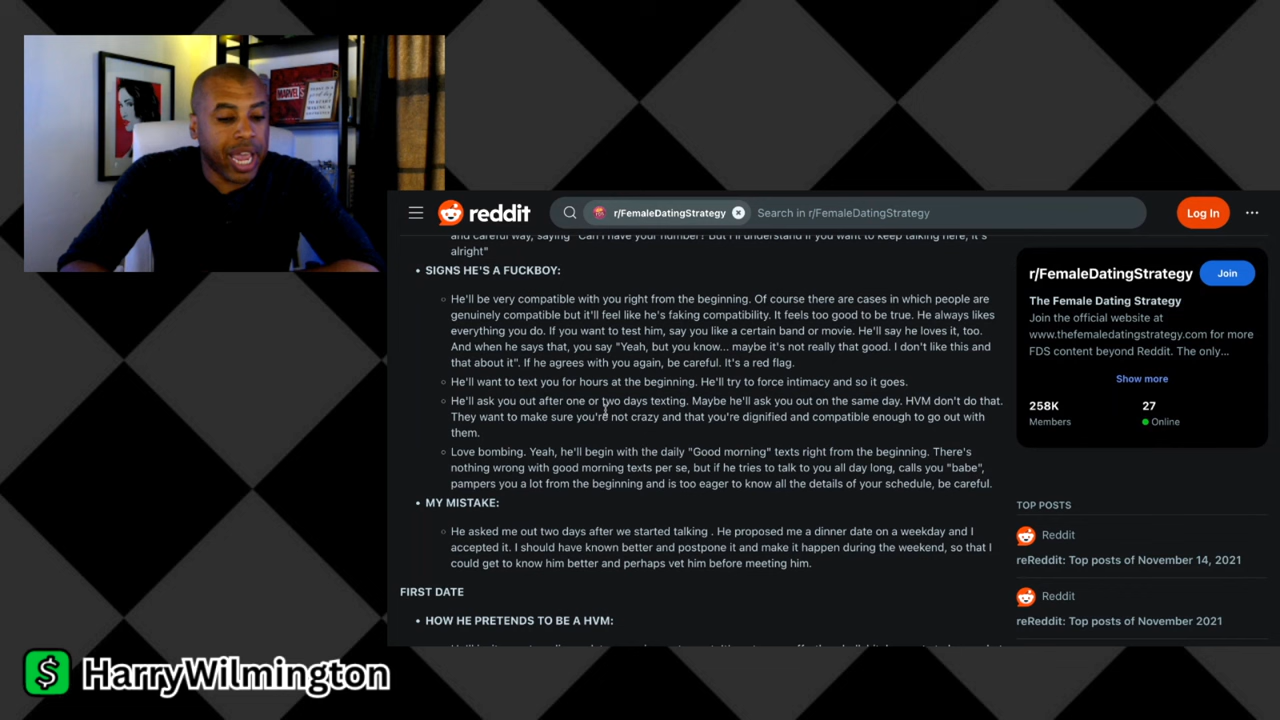 MARVEL
reddit
r/FemaleDatingStrategy
Search in r/FemaleDatingStrategy
Log In
and careful way, saying "Can I have your number? But I'll understand if you want to keep talking here, it's
alright"
• SIGNS HE'S A FUCKBOY:
He'll be very compatible with you right from the beginning. Of course there are cases in which people are
genuinely compatible but it'll feel like he's faking compatibility. It feels too good to be true. He always likes
everything you do. If you want to test him, say you like a certain band or movie. He'll say he loves it, too.
And when he says that, you say "Yeah, but you know... maybe it's not really that good. I don't like this and
that about it". If he agrees with you again, be careful. It's a red flag.
He'll want to text you for hours at the beginning. He'll try to force intimacy and so it goes.
He'll ask you out after one or two days texting. Maybe he'll ask you out on the same day. HVM don't do that.
They want to make sure you're not crazy and that you're dignified and compatible enough to go out with
them.
Love bombing. Yeah, he'll begin with the daily "Good morning" texts right from the beginning. There's
nothing wrong with good morning texts per se, but if he tries to talk to you all day long, calls you "babe",
pampers you a lot from the beginning and is too eager to know all the details of your schedule, be careful.
• MY MISTAKE:
He asked me out two days after we started talking . He proposed me a dinner date on a weekday and I
accepted it. I should have known better and postpone it and make it happen during the weekend, so that I
could get to know him better and perhaps vet him before meeting him.
FIRST DATE
• HOW HE PRETENDS TO BE A HVM:
r/FemaleDatingStrategy
Join
The Female Dating Strategy
Join the official website at
www.thefemaledatingstrategy.com for more
FDS content beyond Reddit. The only...
Show more
258K
27
Members
Online
TOP POSTS
Reddit
reReddit: Top posts of November 14, 2021
Reddit
reReddit: Top posts of November 2021
$ HarryWilmington